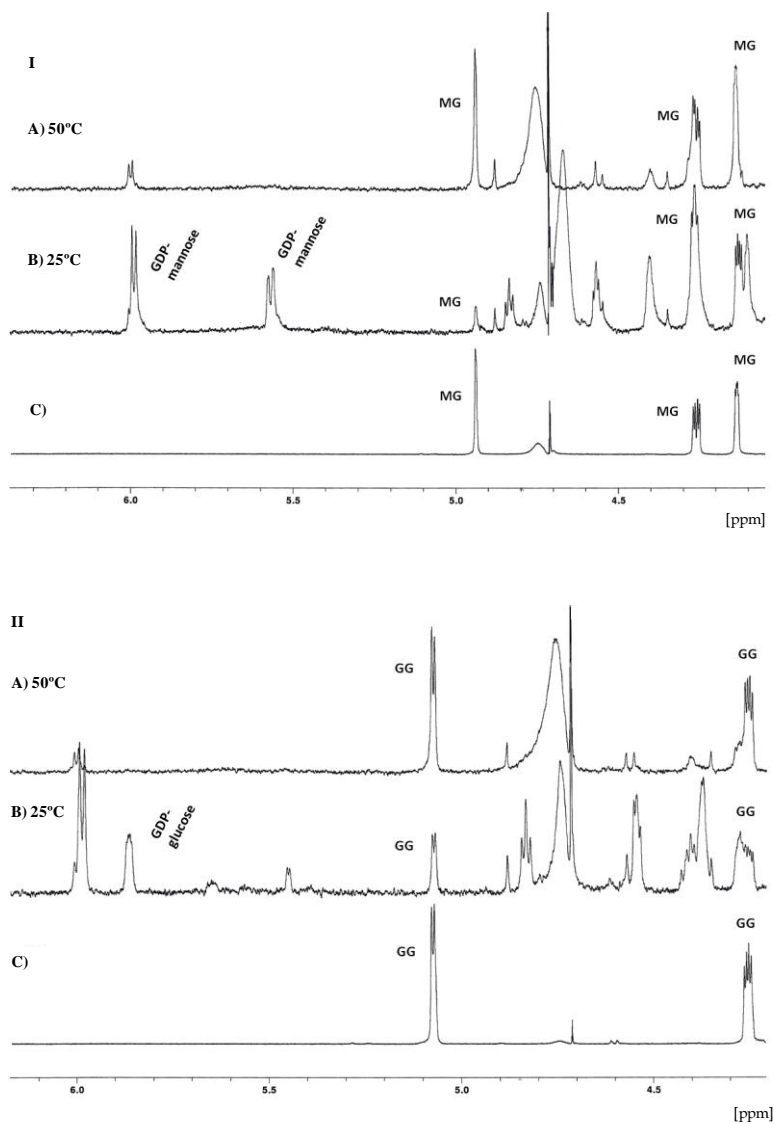 I
MG
MG
MG
A) 50ºC
GDP-
mannose
GDP-
mannose
MG
MG
MG
B) 25ºC
MG
MG
MG
C)
6.0 5.5 5.0 4.5
[ppm]
II
GG
GG
A) 50ºC
GDP-
glucose
GG
GG
B) 25ºC
GG
GG
C)
6.0 5.5 5.0 4.5
[ppm]